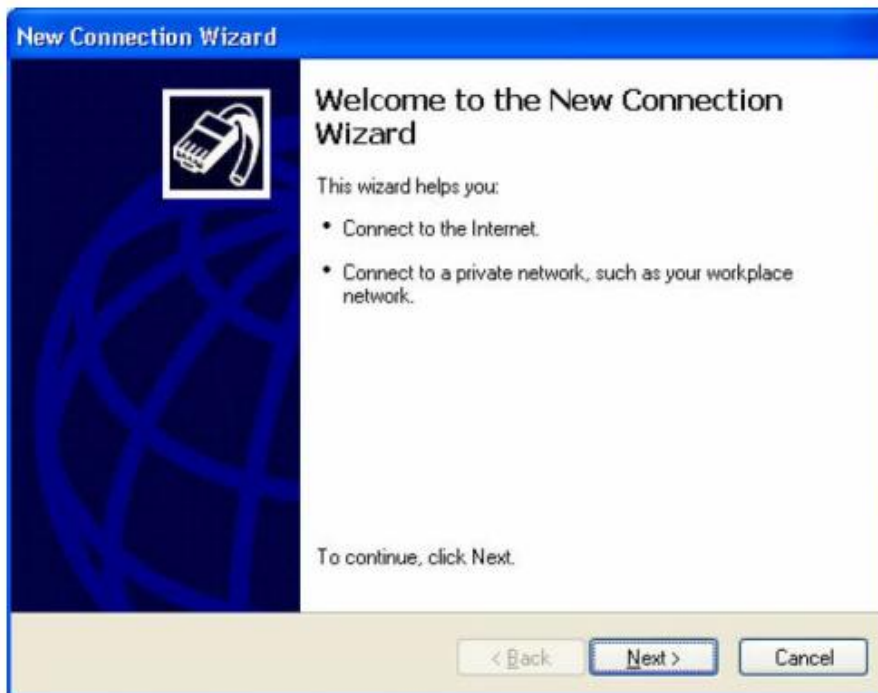 New Connection Wizard
Welcome to the New Connection
Wizard
This wizard helps you:
• Connect to the Internet.
• Connect to a private network, such as your workplace
network.
To continue, click Next.
< Back
Next >
Cancel